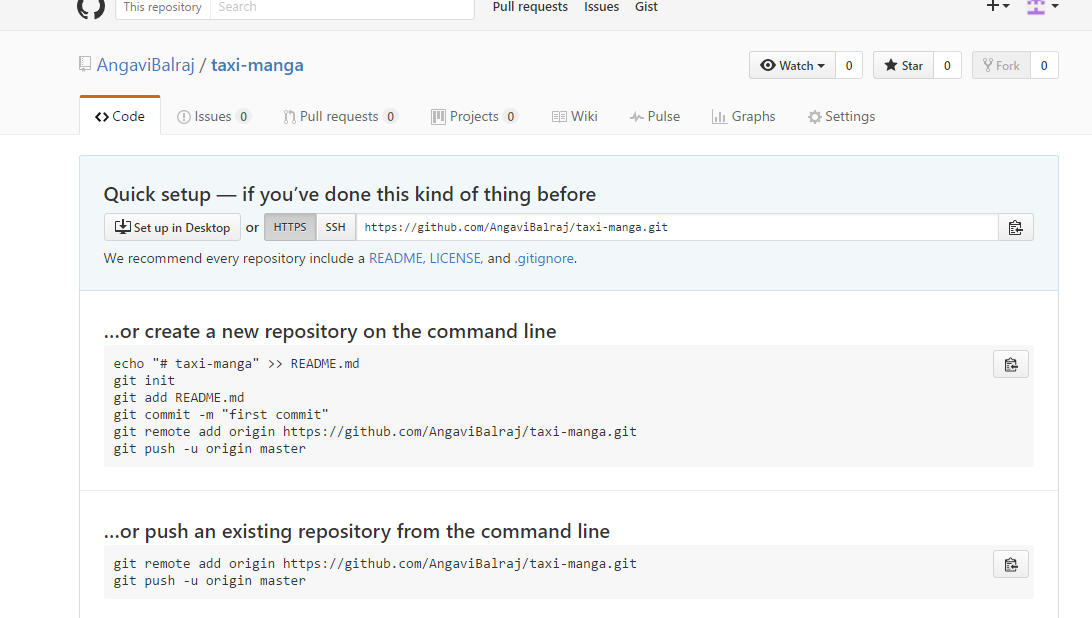 This repository Search Pull requests Issues Gist
AngaviBalraj / taxi-manga Watch 0 Star 0 Fork 0
Code Issues 0 Pull requests 0 Projects 0 Wiki Pulse Graphs Settings
Quick setup — if you’ve done this kind of thing before
Set up in Desktop or HTTPS SSH https://github.com/AngaviBalraj/taxi-manga.git
We recommend every repository include a README, LICENSE, and .gitignore.
…or create a new repository on the command line
echo "# taxi-manga" >> README.md
git init
git add README.md
git commit -m "first commit"
git remote add origin https://github.com/AngaviBalraj/taxi-manga.git
git push -u origin master
…or push an existing repository from the command line
git remote add origin https://github.com/AngaviBalraj/taxi-manga.git
git push -u origin master